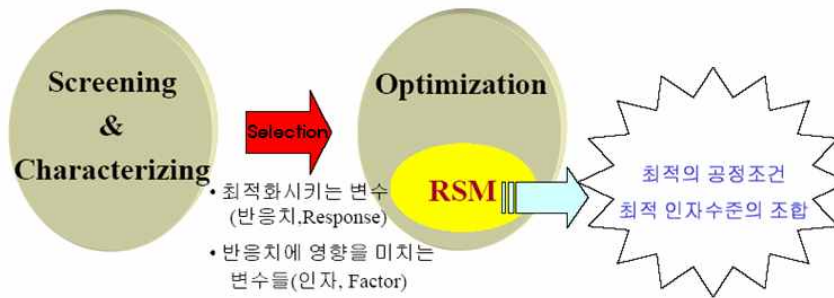 Screening
&
Characterizing
Selection
• 최적화시키는 변수
(반응치,Response)
• 반응치에 영향을 미치는
변수들(인자, Factor)
Optimization
RSM
최적의 공정조건
최적 인자수준의 조합